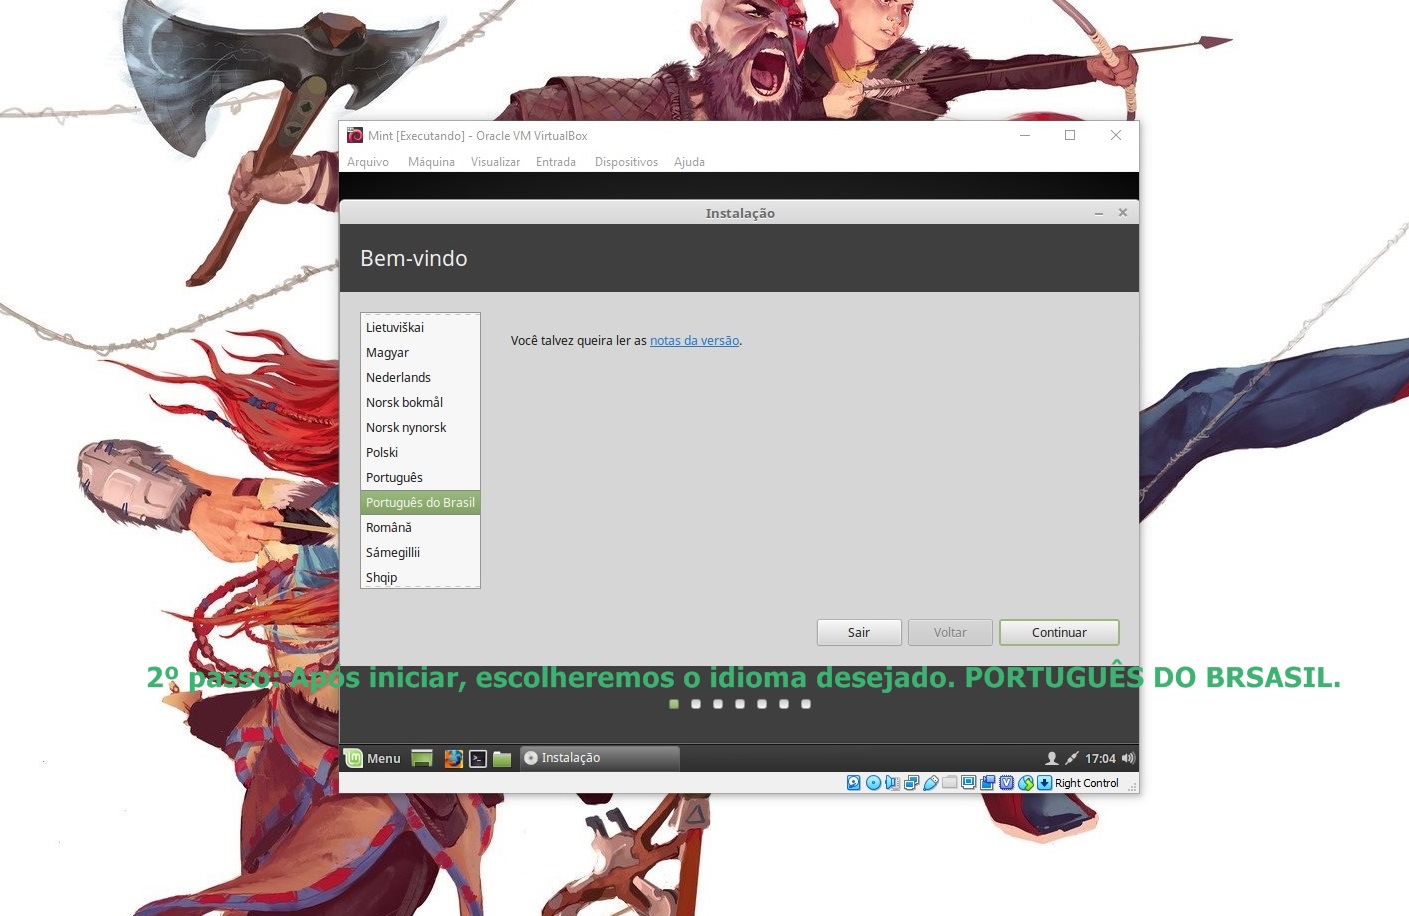 Mint [Executando] - Oracle VM VirtualBox
Arquivo Máquina Visualizar Entrada Dispositivos Ajuda
Instalação
Bem-vindo
Lietuviškai
Magyar
Nederlands
Norsk bokmål
Norsk nynorsk
Polski
Português
Português do Brasil
Română
Sámegillii
Shqip
Você talvez queira ler as notas da versão.
Sair Voltar Continuar
2º passo: Após iniciar, escolheremos o idioma desejado. PORTUGUÊS DO BRSASIL.
Menu Instalação 17:04
Right Control